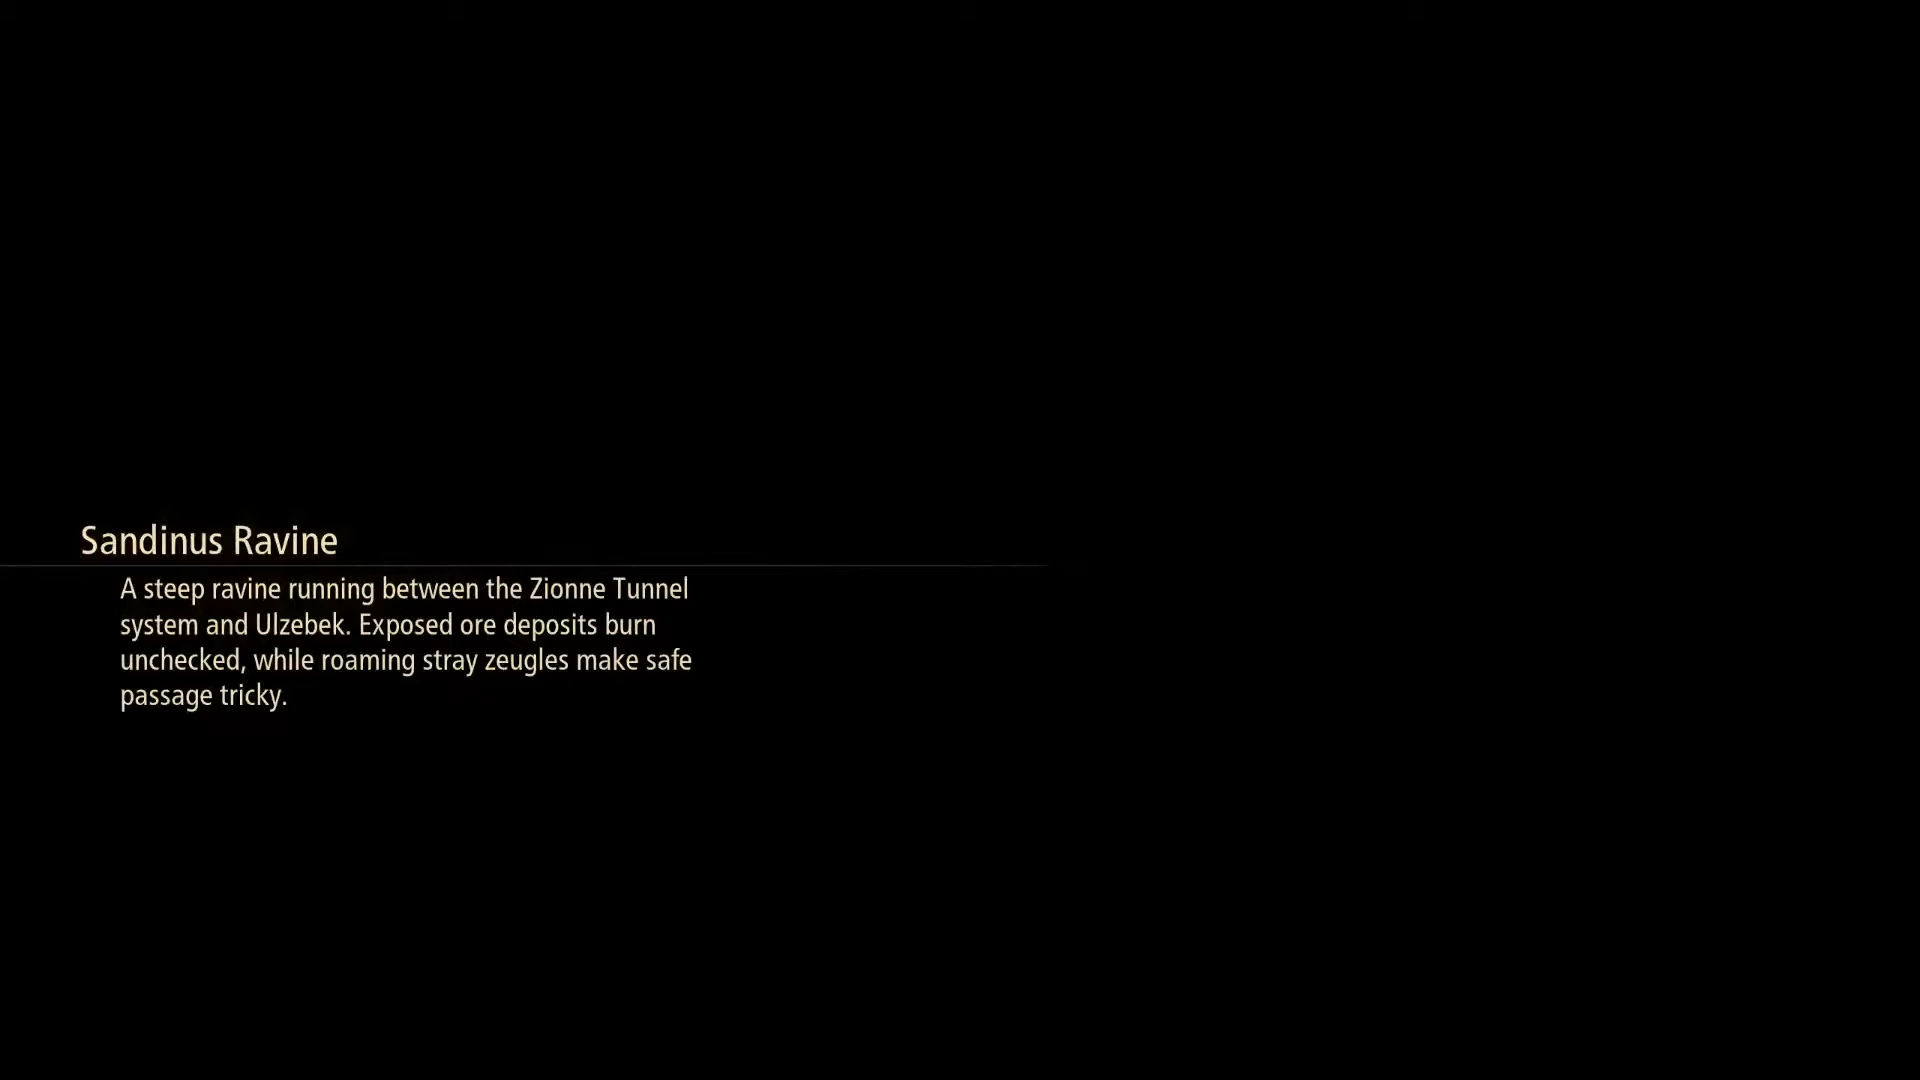 Sandinus Ravine
A steep ravine running between the Zionne Tunnel
system and Ulzebek. Exposed ore deposits burn
unchecked, while roaming stray zeugles make safe
passage tricky.